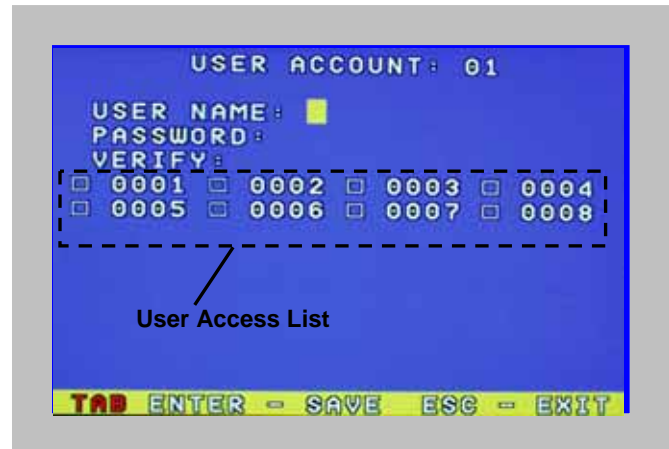 USER ACCOUNT: 01
USER NAME:
PASSWORD:
VERIFY:
0001 0002 0003 0004
0005 0006 0007 0008
User Access List
TAB ENTER - SAVE ESC - EXIT